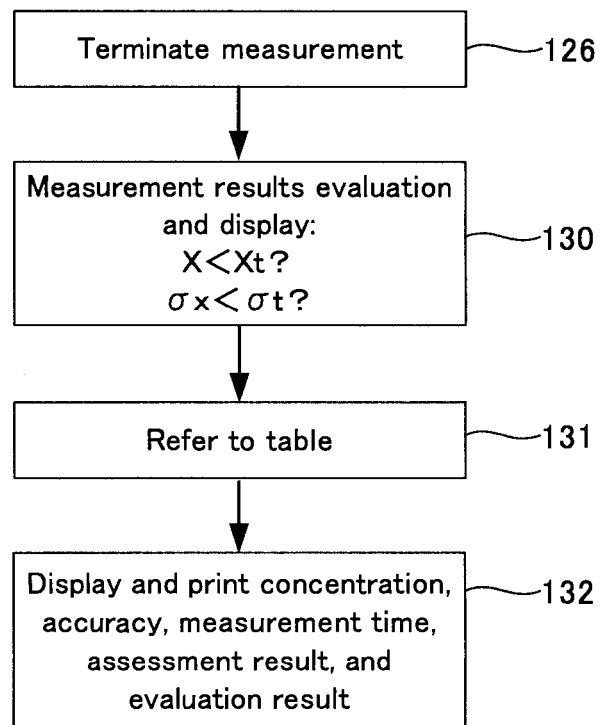 Terminate measurement
126
Measurement results evaluation
and display:
X<Xt?
σx<σt?
130
Refer to table
131
Display and print concentration,
accuracy, measurement time,
assessment result, and
evaluation result
132